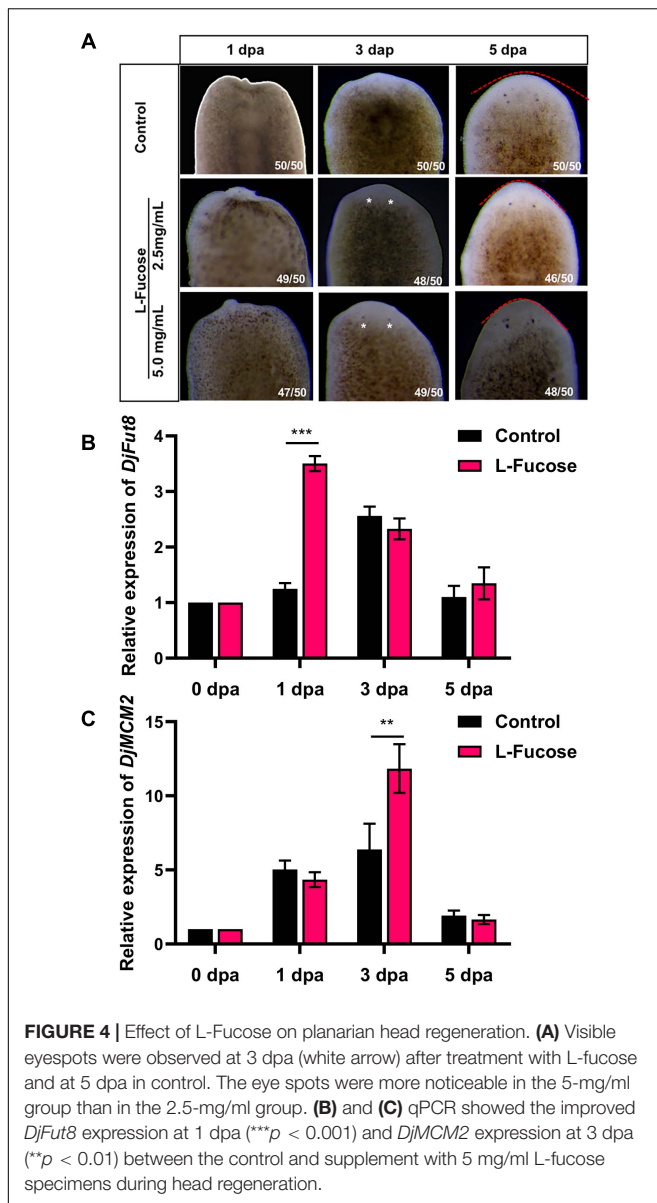 A
1 dpa 3 dap 5 dpa
Control
50/50 50/50 50/50
L-Fucose
2.5mg/mL
* *
49/50 48/50 46/50
5.0 mg/mL
* *
47/50 49/50 48/50
B
Relative expression of DjFut8
***
Control
L-Fucose
4
3
2
1
0
0 dpa 1 dpa 3 dpa 5 dpa
C
Relative expression of DjMCM2
**
Control
L-Fucose
15
10
5
0
0 dpa 1 dpa 3 dpa 5 dpa
FIGURE 4 | Effect of L-Fucose on planarian head regeneration. (A) Visible
eyespots were observed at 3 dpa (white arrow) after treatment with L-fucose
and at 5 dpa in control. The eye spots were more noticeable in the 5-mg/ml
group than in the 2.5-mg/ml group. (B) and (C) qPCR showed the improved
DjFut8 expression at 1 dpa (***p < 0.001) and DjMCM2 expression at 3 dpa
(**p < 0.01) between the control and supplement with 5 mg/ml L-fucose
specimens during head regeneration.